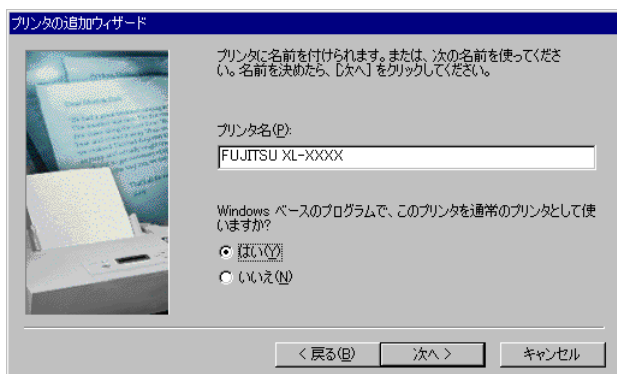 プリンタの追加ウィザード
プリンタに名前を付けられます。または、次の名前を使ってくださ
い。名前を決めたら、[次へ] をクリックしてください。
プリンタ名(P):
FUJITSU XL-XXXX
Windows ベースのプログラムで、このプリンタを通常のプリンタとして使
いますか?
はい(Y)
いいえ(N)
< 戻る(B)
次へ >
キャンセル